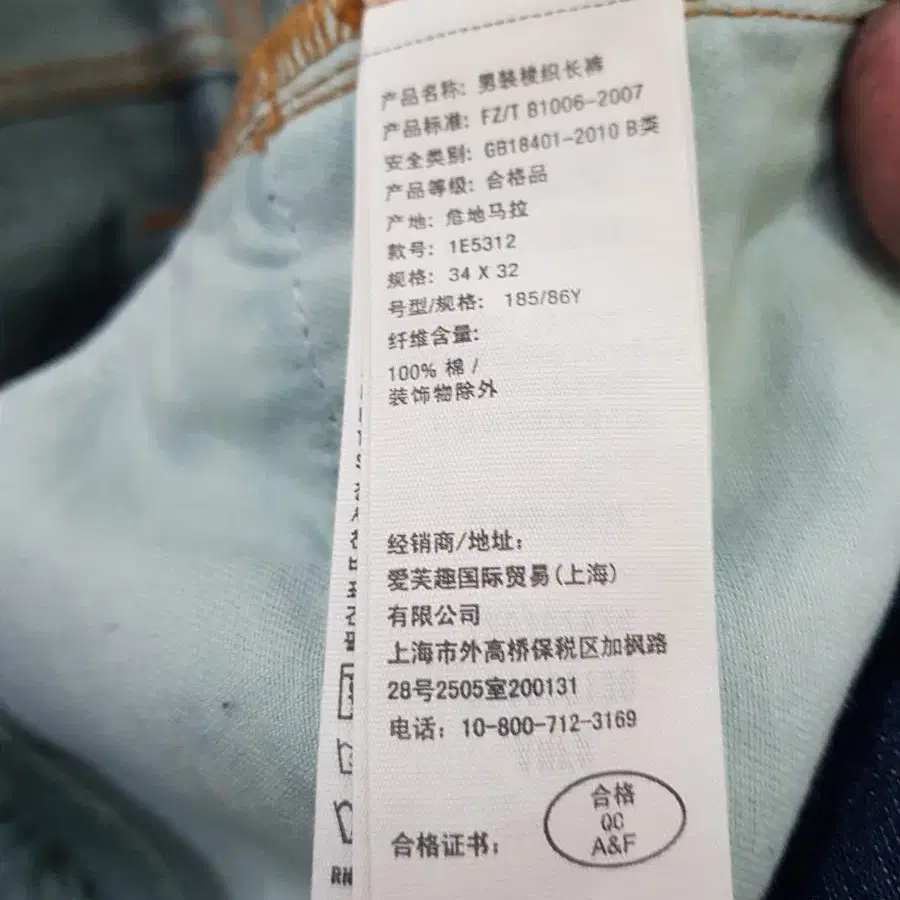 产品名称: 男装梭织长裤
产品标准: FZ/T 81006-2007
安全类别: GB18401-2010 B类
产品等级: 合格品
产地: 危地马拉
款号: 1E5312
规格: 34 X 32
号型/规格: 185/86Y
纤维含量:
100% 棉 /
装饰物除外
经销商/地址:
爱芙趣国际贸易(上海)
有限公司
上海市外高桥保税区加枫路
28号2505室200131
电话: 10-800-712-3169
合格证书:
合格
QC
A&F
RN